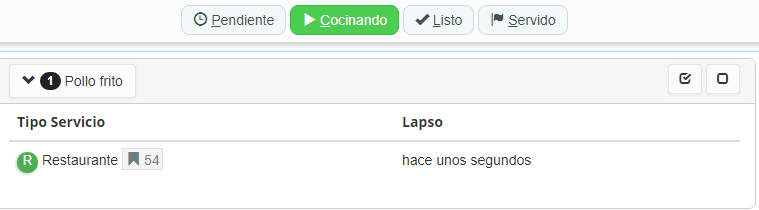 Pendiente Cocinando Listo Servido
1 Pollo frito
Tipo Servicio Lapso
R Restaurante 54 hace unos segundos